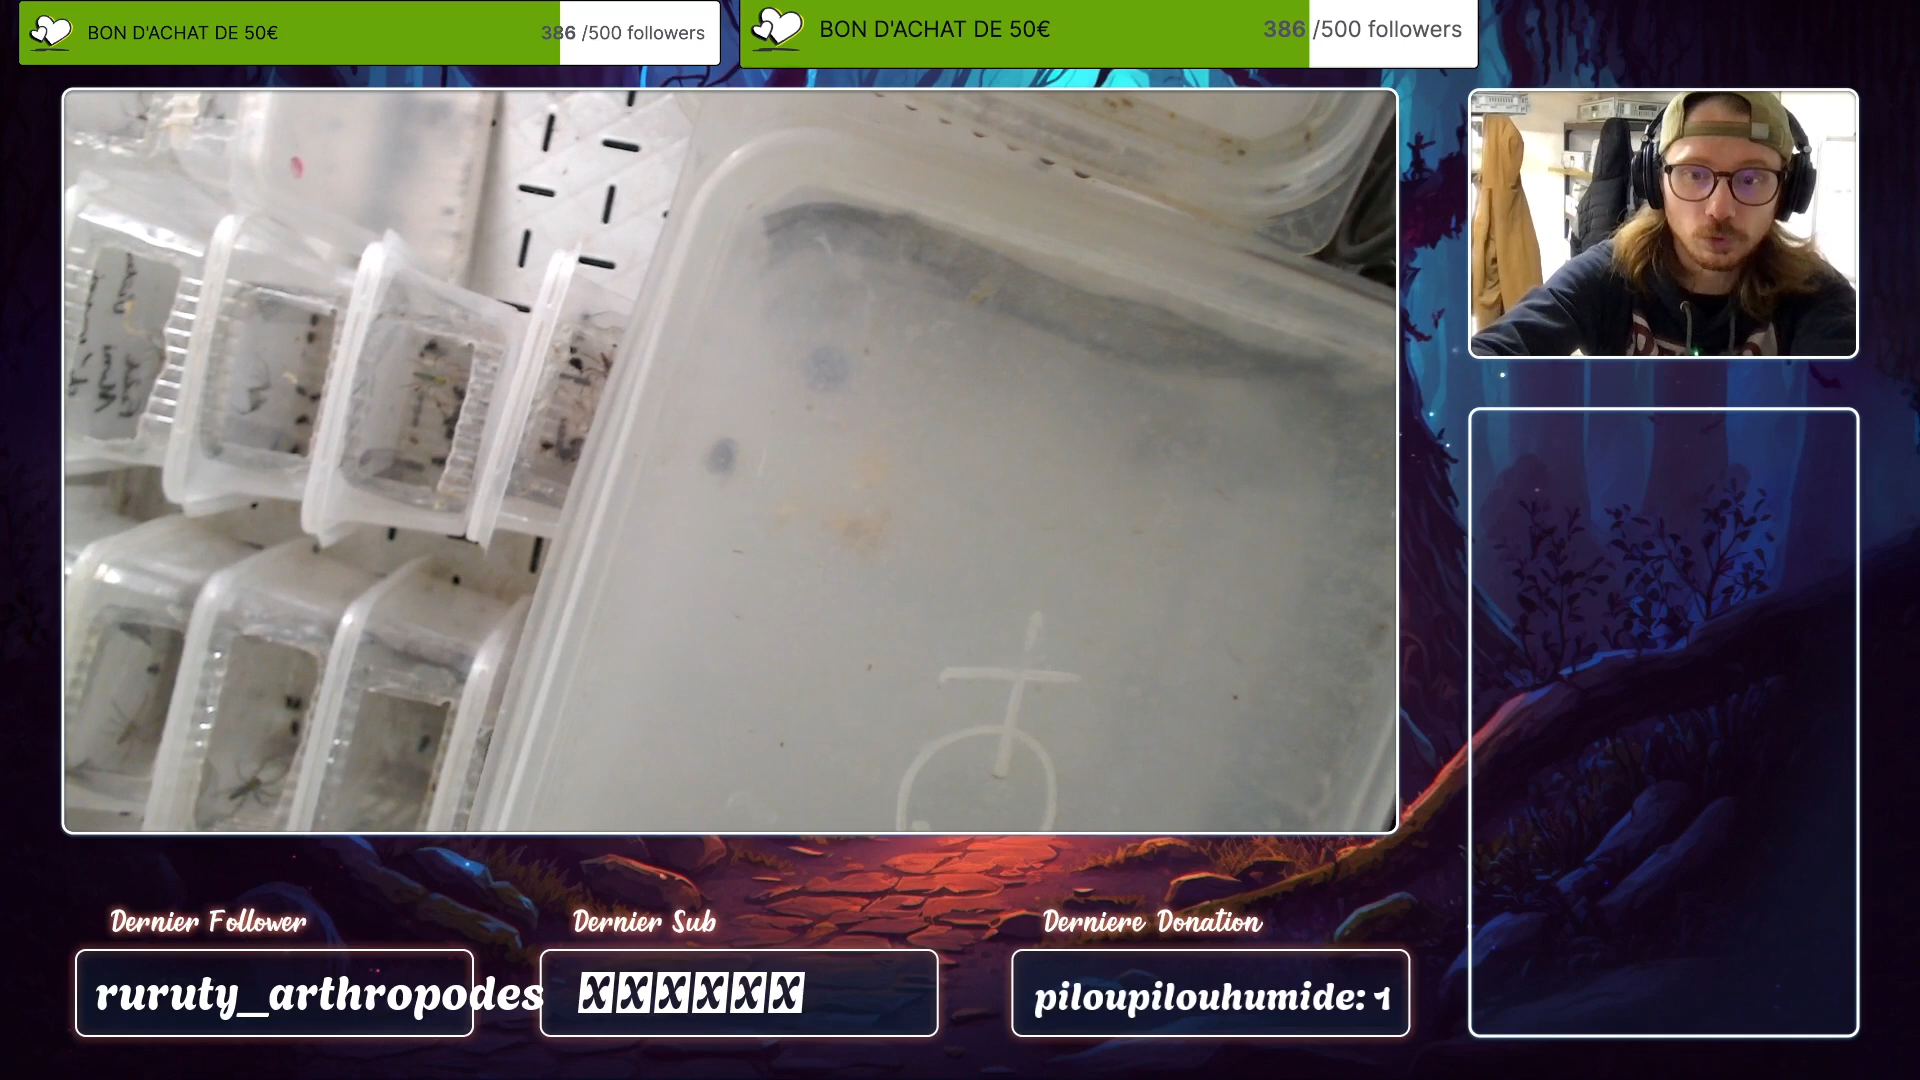 BON D'ACHAT DE 50€ 386 /500 followers
BON D'ACHAT DE 50€ 386 /500 followers
Dernier Follower
ruruty_arthropodes
Dernier Sub
Derniere Donation
piloupilouhumide: 1